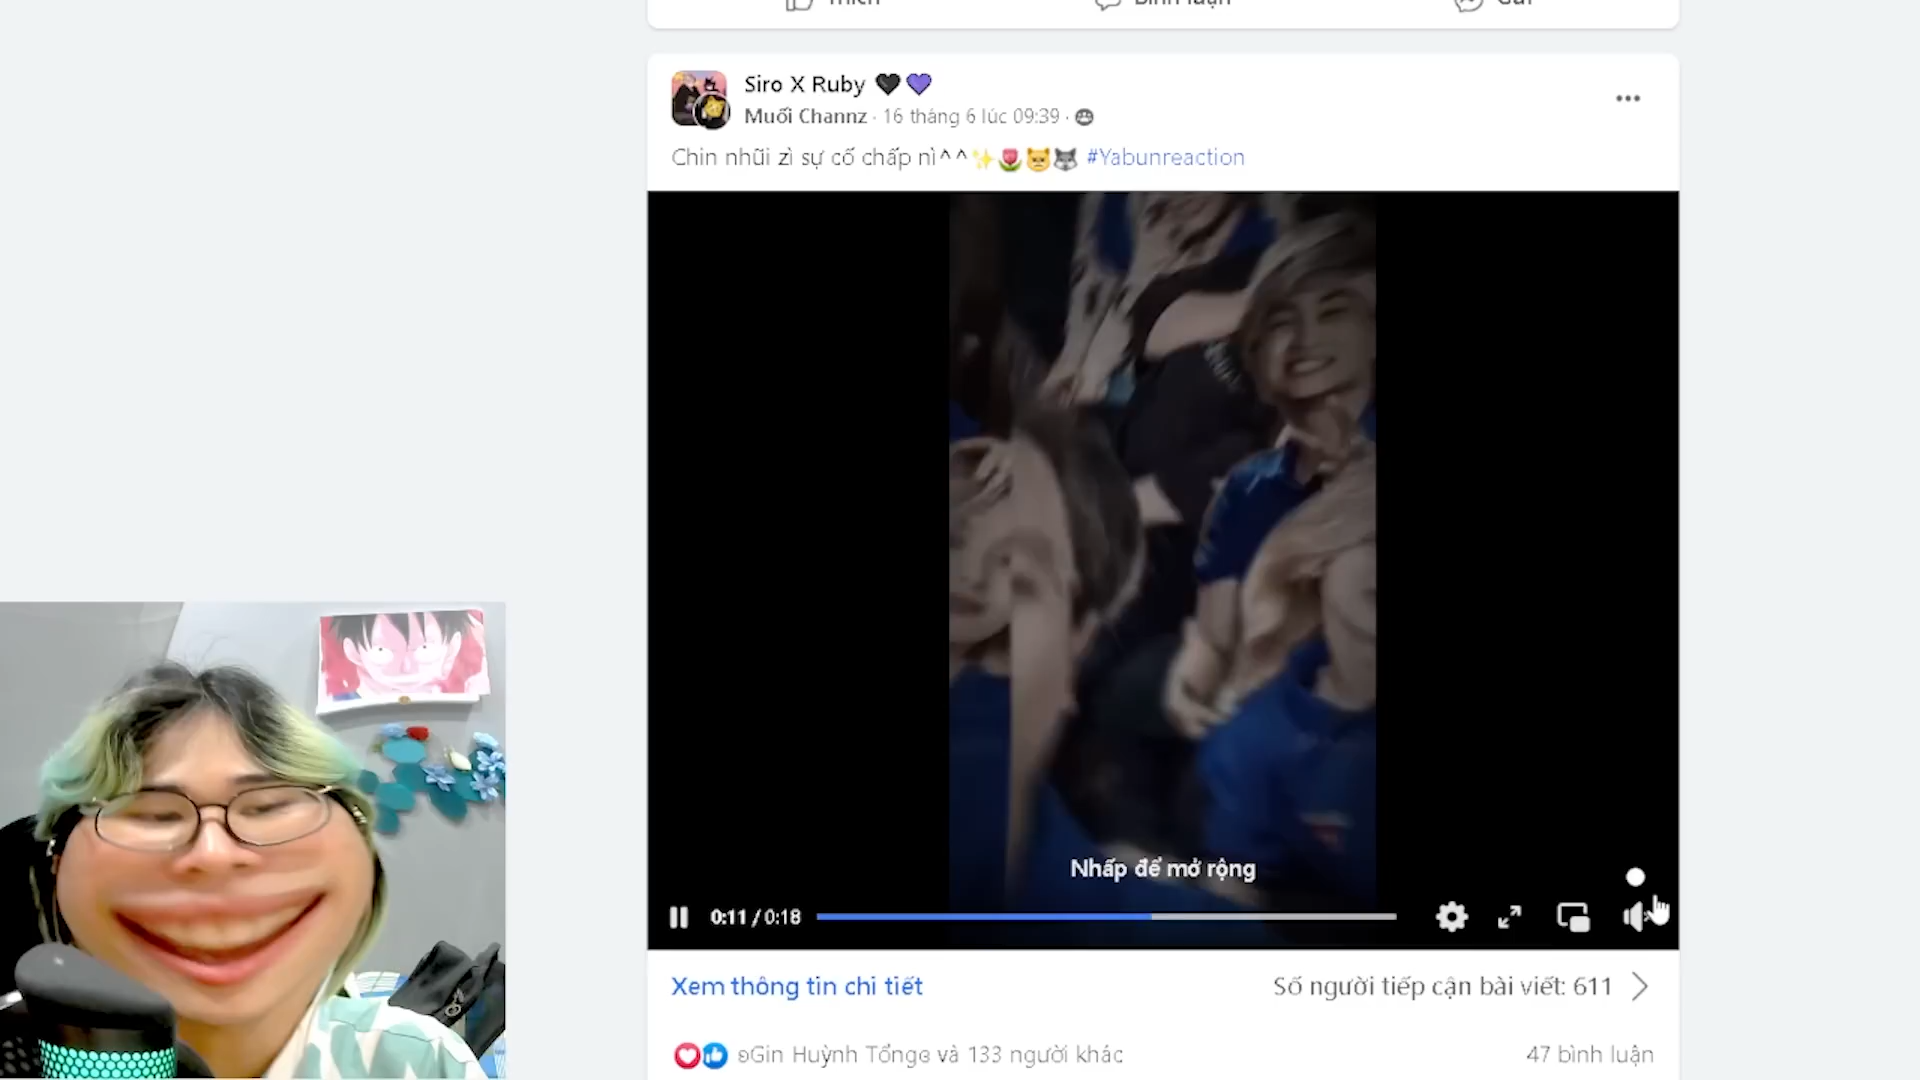 Siro X Ruby 🖤💜
Muối Channz · 16 tháng 6 lúc 09:39 ·
Chin nhũi zì sự cố chấp nì^^✨🌷😾🐺 #Yabunreaction
Nhấp để mở rộng
0:11 / 0:18
Xem thông tin chi tiết
Số người tiếp cận bài viết: 611
ʚGin Huỳnh Tổngɞ và 133 người khác
47 bình luận